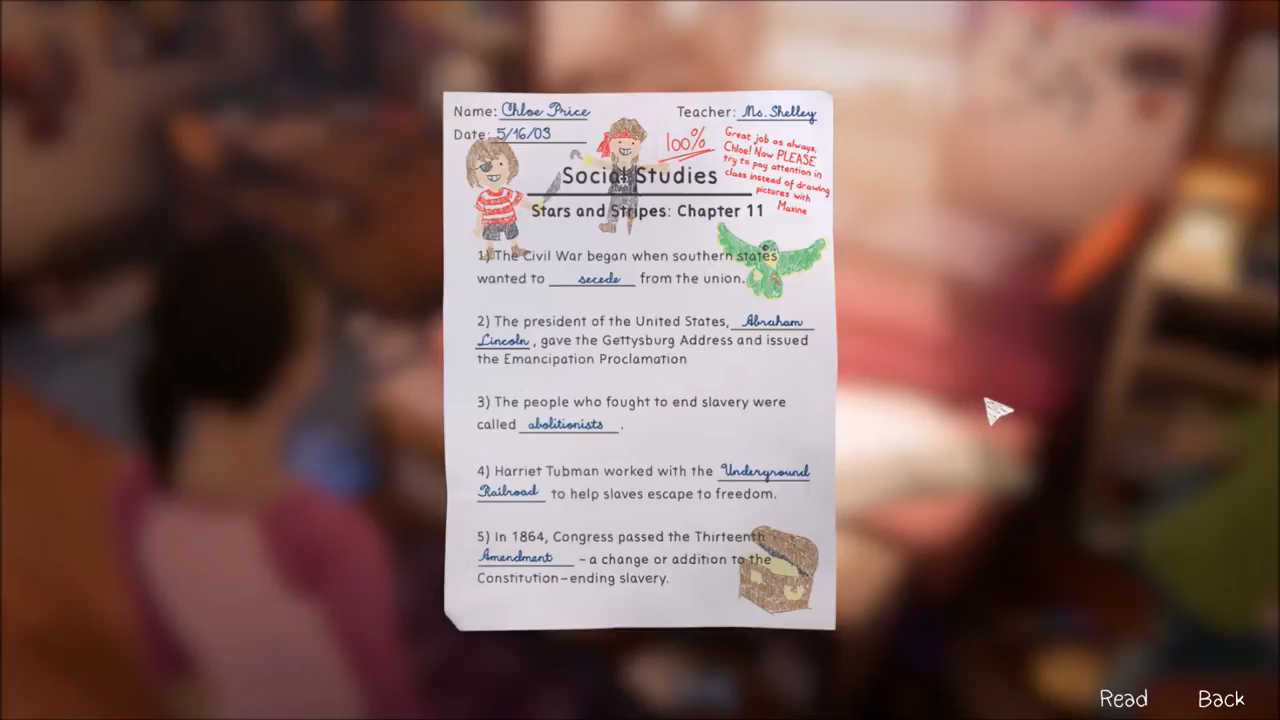 Name: Chloe Price
Teacher: Ms. Shelley
Date: 5/16/03
100%
Great job as always,
Chloe! Now PLEASE
try to pay attention in
class instead of drawing
pictures with
Maxine
Social Studies
Stars and Stripes: Chapter 11
1) The Civil War began when southern states
wanted to secede from the union.
2) The president of the United States, Abraham
Lincoln, gave the Gettysburg Address and issued
the Emancipation Proclamation
3) The people who fought to end slavery were
called abolitionists.
4) Harriet Tubman worked with the Underground
Railroad to help slaves escape to freedom.
5) In 1864, Congress passed the Thirteenth
Amendment - a change or addition to the
Constitution-ending slavery.
Read
Back